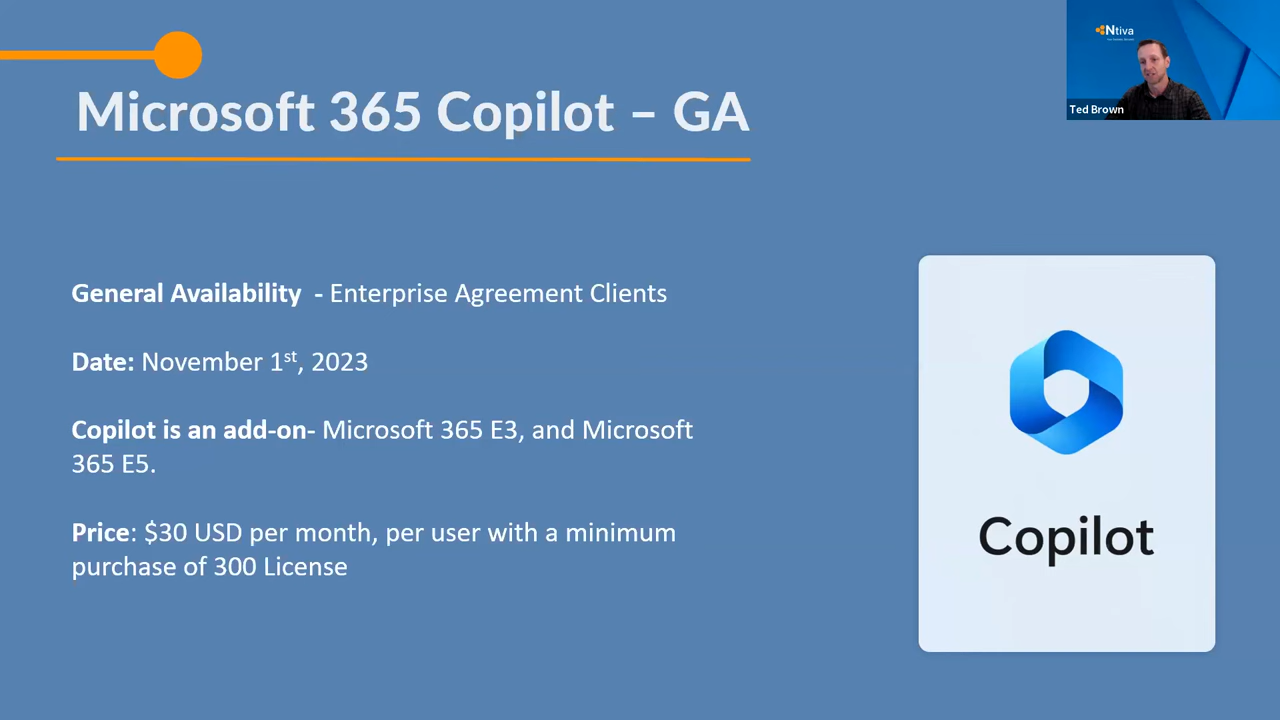 Ntiva
Ted Brown
Microsoft 365 Copilot – GA
General Availability  - Enterprise Agreement Clients
Date: November 1st, 2023
Copilot is an add-on- Microsoft 365 E3, and Microsoft
365 E5.
Price: $30 USD per month, per user with a minimum
purchase of 300 License
Copilot